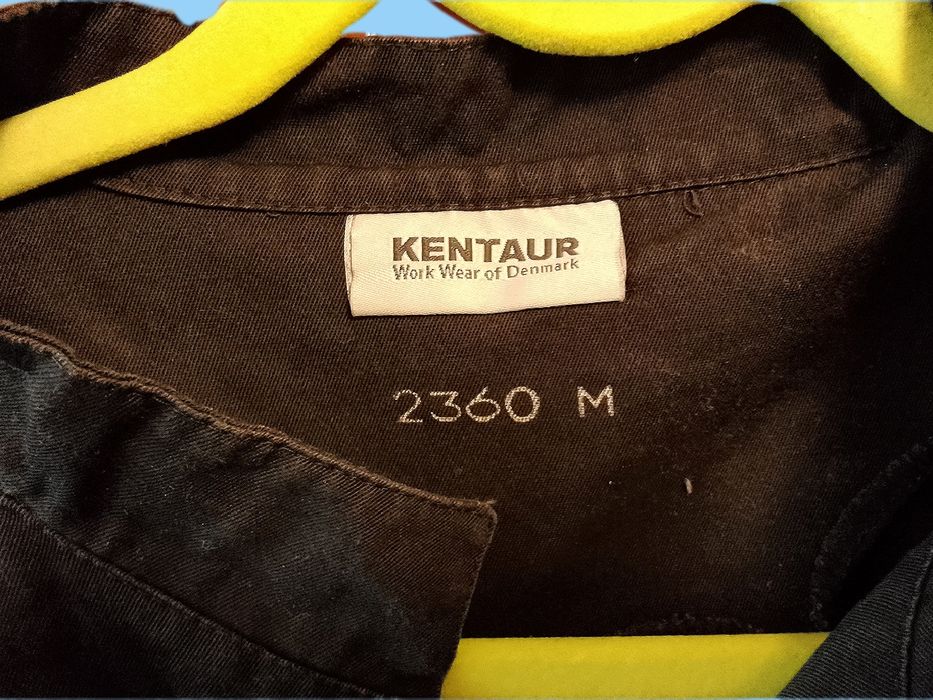 KENTAUR
Work Wear of Denmark
2360 M